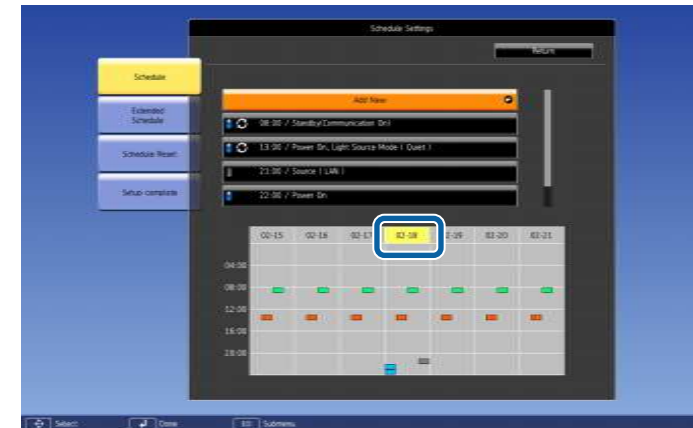 Schedule Settings
Return
Schedule
Extended
Schedule
Schedule Reset
Setup complete
Add New
08:00 / Standby(Communication On)
13:00 / Power On, Light Source Mode ( Quiet )
21:00 / Source ( LAN )
22:00 / Power On
02-15 02-16 02-17 02-18 02-19 02-20 02-21
04:00
08:00
12:00
16:00
20:00
Select Done Submenu